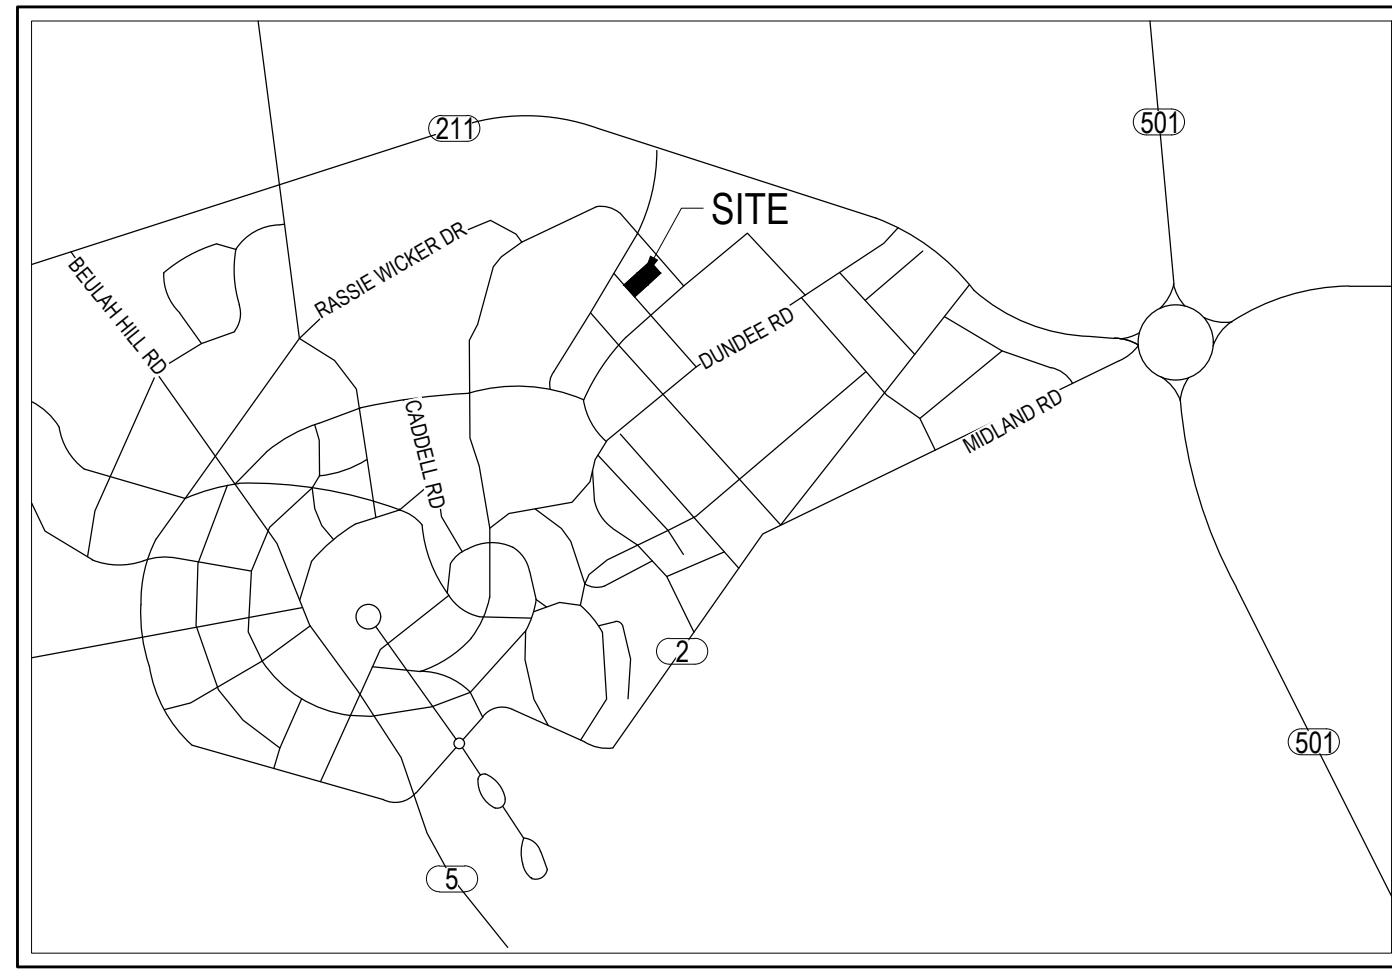 211
501
SITE
RASSIE WICKER DR
BEULAH HILL RD
DUNDEE RD
CADDELL RD
MIDLAND RD
2
501
5